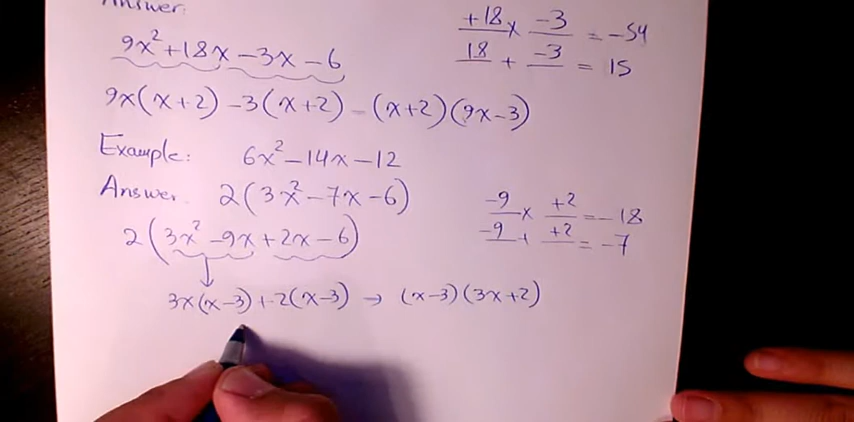 Answer:
9x² + 18x - 3x - 6
+18 x -3 = -54
18 + -3 = 15
9x(x+2) - 3(x+2) - (x+2)(9x-3)
Example: 6x² - 14x - 12
Answer. 2(3x² - 7x - 6)
-9 x +2 = -18
-9 + +2 = -7
2(3x² - 9x + 2x - 6)
3x(x-3) + 2(x-3) → (x-3)(3x+2)